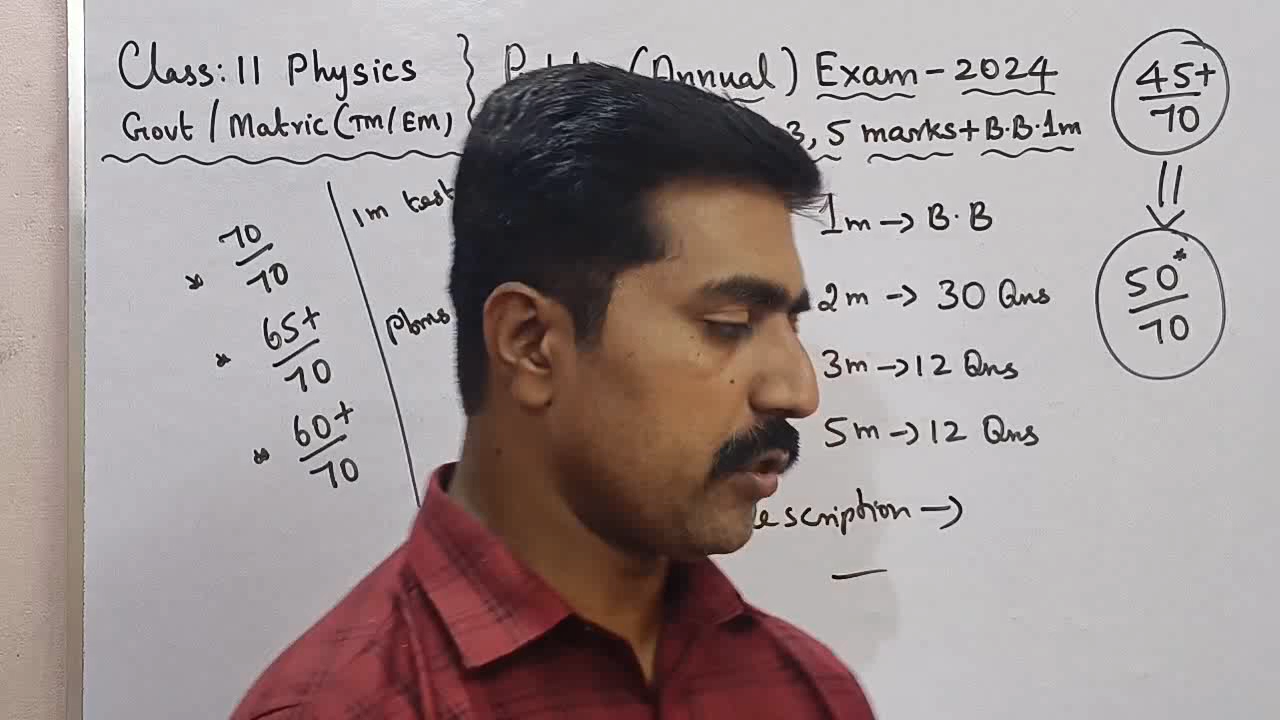 Class: 11 Physics
Govt / Matric (TM/EM)
(Annual) Exam - 2024
3, 5 marks + B.B. 1m
45+
70
50*
70
70
70
65+
70
60+
70
1m test
Pbms
1m → B.B
2m → 30 Qns
3m → 12 Qns
5m → 12 Qns
escription →